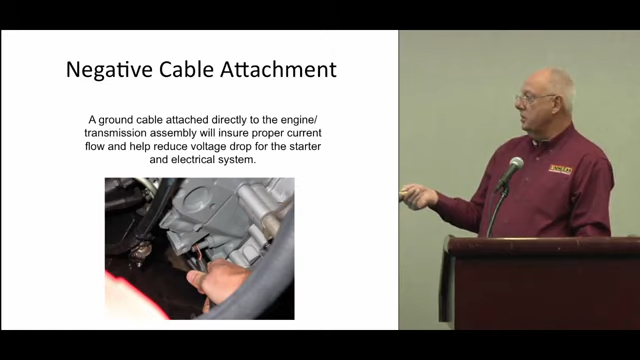 Negative Cable Attachment
A ground cable attached directly to the engine/
transmission assembly will insure proper current
flow and help reduce voltage drop for the starter
and electrical system.